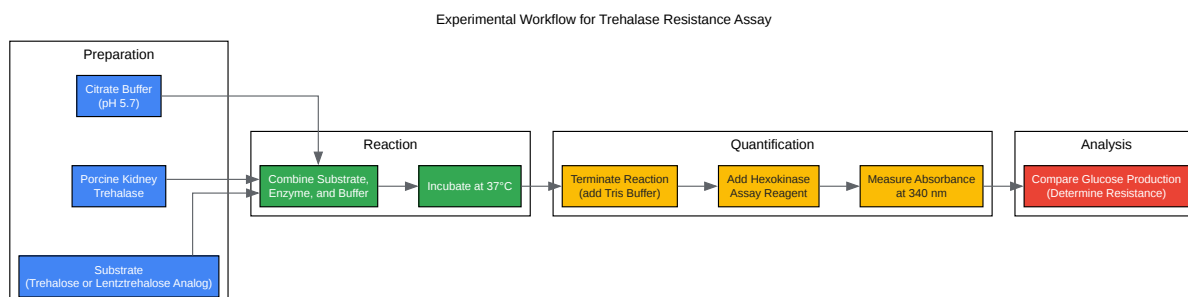 Experimental Workflow for Trehalase Resistance Assay
Preparation
Citrate Buffer
(pH 5.7)
Porcine Kidney
Trehalase
Substrate
(Trehalose or Lentztrehalose Analog)
Reaction
Combine Substrate,
Enzyme, and Buffer
Incubate at 37°C
Quantification
Terminate Reaction
(add Tris Buffer)
Add Hexokinase
Assay Reagent
Measure Absorbance
at 340 nm
Analysis
Compare Glucose Production
(Determine Resistance)